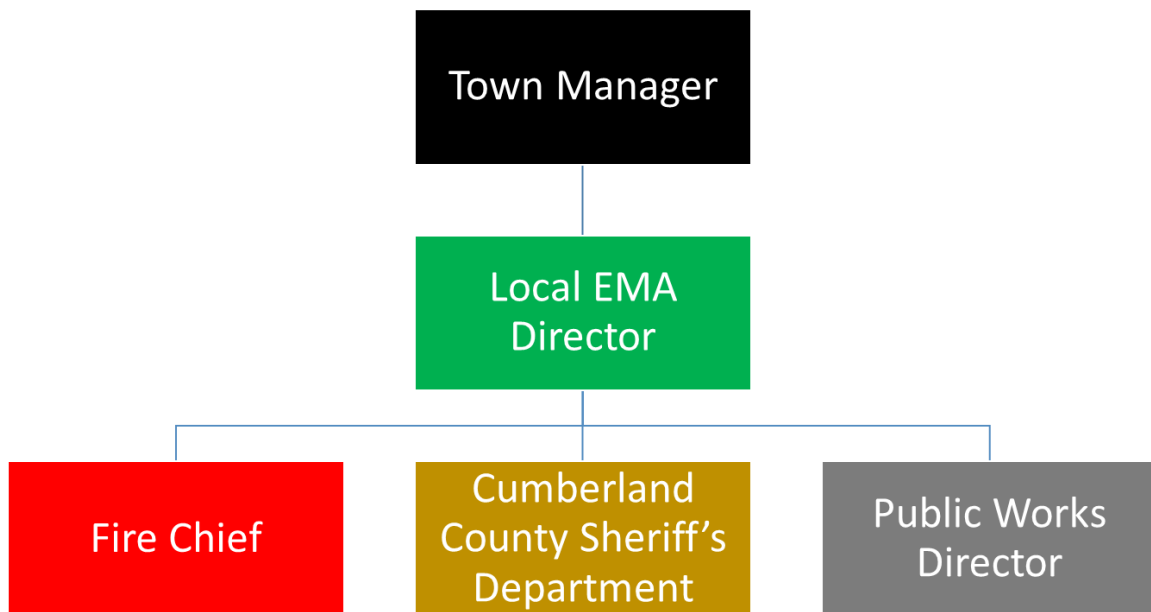 Town Manager
Local EMA
Director
Fire Chief
Cumberland
County Sheriff’s
Department
Public Works
Director